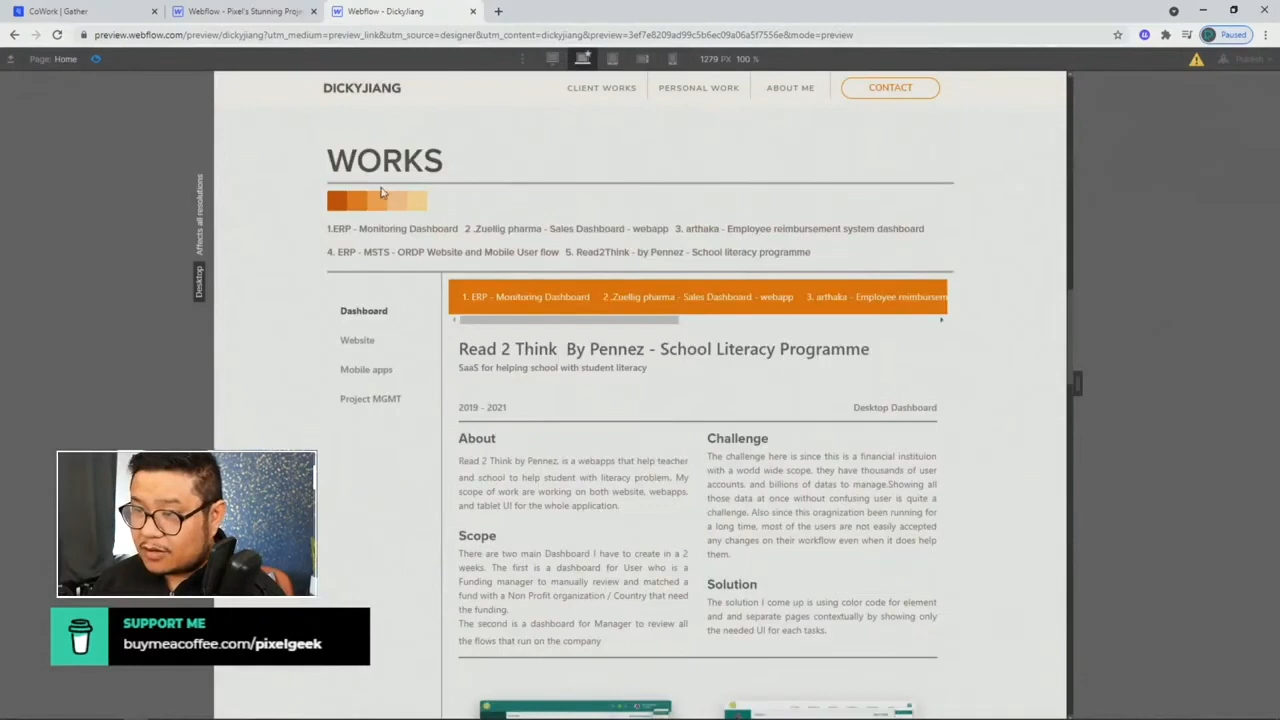 CoWork | Gather
Webflow - Pixel's Stunning Proje
Webflow - DickyJiang
preview.webflow.com/preview/dickyjiang?utm_medium=preview_link&utm_source=designer&utm_content=dickyjiang&preview=3ef7e8209ad99c5b6ec09a06a5f7556e&mode=preview
Paused
Page: Home
1279 PX 100 %
Publish
DICKYJIANG
CLIENT WORKS
PERSONAL WORK
ABOUT ME
CONTACT
WORKS
Affects all resolutions
Desktop
1.ERP - Monitoring Dashboard 2 .Zuellig pharma - Sales Dashboard - webapp 3. arthaka - Employee reimbursement system dashboard
4. ERP - MSTS - ORDP Website and Mobile User flow 5. Read2Think - by Pennez - School literacy programme
Dashboard
Website
Mobile apps
Project MGMT
1. ERP - Monitoring Dashboard 2 .Zuellig pharma - Sales Dashboard - webapp 3. arthaka - Employee reimbursem
Read 2 Think By Pennez - School Literacy Programme
SaaS for helping school with student literacy
2019 - 2021
Desktop Dashboard
About
Read 2 Think by Pennez, is a webapps that help teacher
and school to help student with literacy problem. My
scope of work are working on both website, webapps,
and tablet UI for the whole application.
Scope
There are two main Dashboard I have to create in a 2
weeks. The first is a dashboard for User who is a
Funding manager to manually review and matched a
fund with a Non Profit organization / Country that need
the funding.
The second is a dashboard for Manager to review all
the flows that run on the company
Challenge
The challenge here is since this is a financial instituion
with a world wide scope, they have thousands of user
accounts, and billions of datas to manage.Showing all
those data at once without confusing user is quite a
challenge. Also since this oragnization been running for
a long time, most of the users are not easily accepted
any changes on their workflow even when it does help
them.
Solution
The solution I come up is using color code for element
and and separate pages contextually by showing only
the needed UI for each tasks.
SUPPORT ME
buymeacoffee.com/pixelgeek